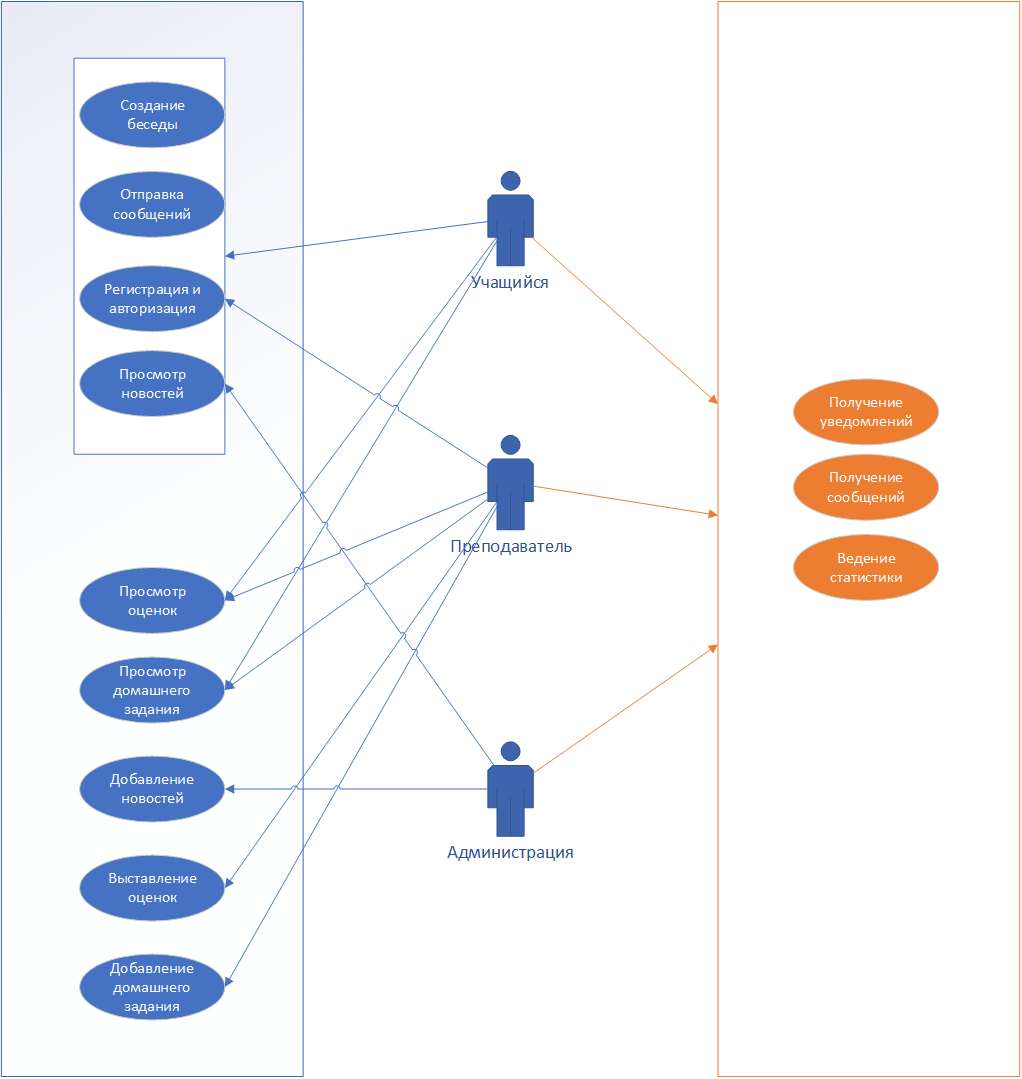 Создание
беседы
Отправка
сообщений
Регистрация и
авторизация
Просмотр
новостей
Просмотр
оценок
Просмотр
домашнего
задания
Добавление
новостей
Выставление
оценок
Добавление
домашнего
задания
Учащийся
Преподаватель
Администрация
Получение
уведомлений
Получение
сообщений
Ведение
статистики